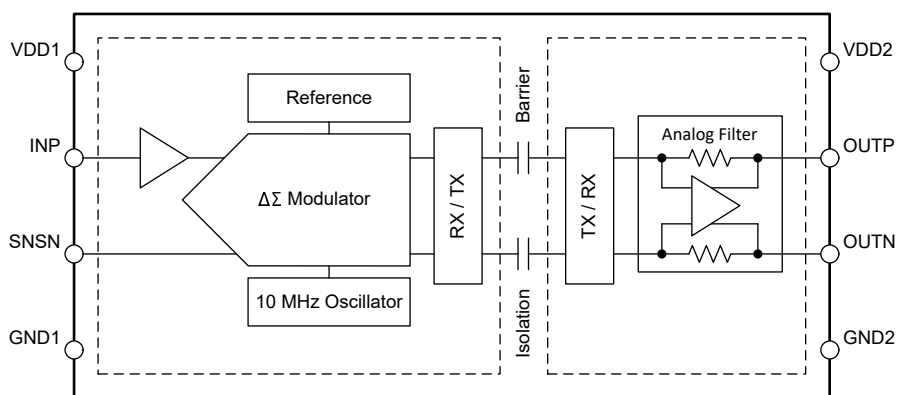 VDD1
VDD2
Reference
Barrier
Analog Filter
INP
OUTP
ΔΣ Modulator
RX / TX
TX / RX
SNSN
OUTN
10 MHz Oscillator
Isolation
GND1
GND2